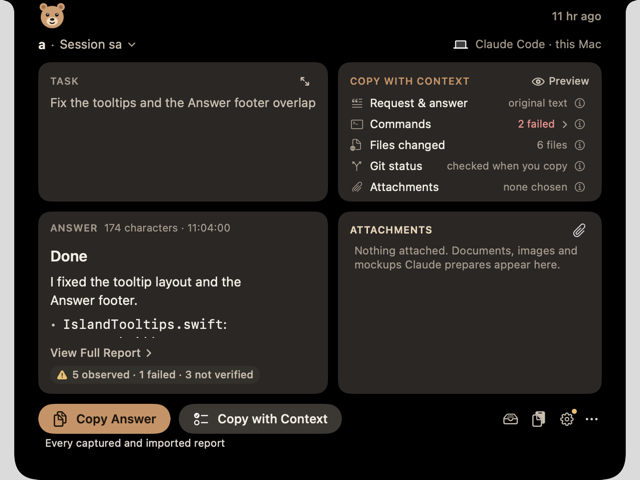 11 hr ago
a · Session sa
Claude Code · this Mac
TASK
Fix the tooltips and the Answer footer overlap
COPY WITH CONTEXT
Preview
Request & answer original text
Commands 2 failed
Files changed 6 files
Git status checked when you copy
Attachments none chosen
ANSWER 174 characters · 11:04:00
Done
I fixed the tooltip layout and the
Answer footer.
• IslandTooltips.swift:
View Full Report
5 observed · 1 failed · 3 not verified
ATTACHMENTS
Nothing attached. Documents, images and
mockups Claude prepares appear here.
Copy Answer
Copy with Context
Every captured and imported report